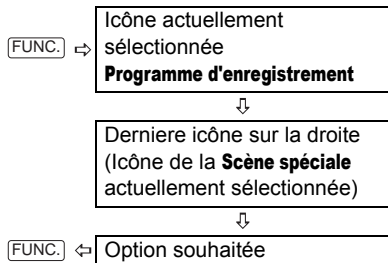 Icône actuellement
FUNC. ⇨ sélectionnée
Programme d'enregistrement
⇩
Derniere icône sur la droite
(Icône de la Scène spéciale
actuellement sélectionnée)
⇩
FUNC. ⇦ Option souhaitée